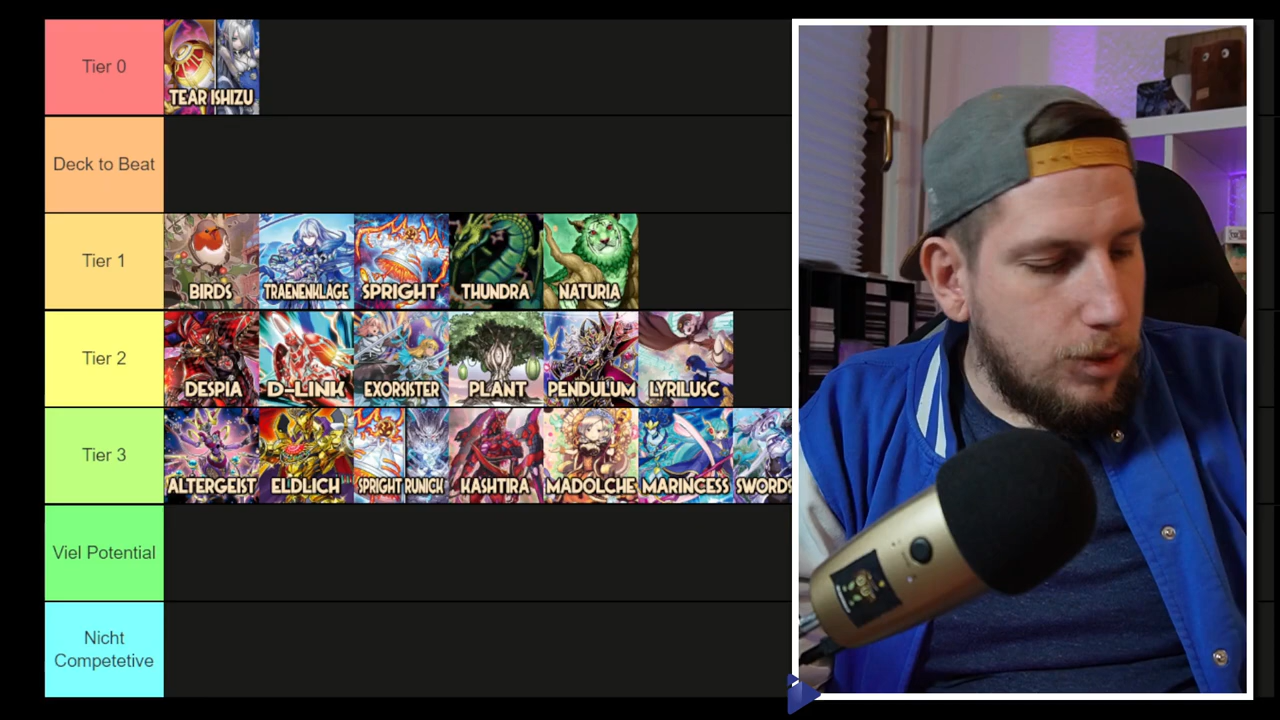 Tier 0
TEAR ISHIZU
Deck to Beat
Tier 1
BIRDS TRAENENKLAGE SPRIGHT THUNDRA NATURIA
Tier 2
DESPIA D-LINK EXORSISTER PLANT PENDULUM LYRILUSC
Tier 3
ALTERGEIST ELDLICH SPRIGHT RUNICK KASHTIRA MADOLCHE MARINCESS SWORDS
Viel Potential
Nicht
Competetive